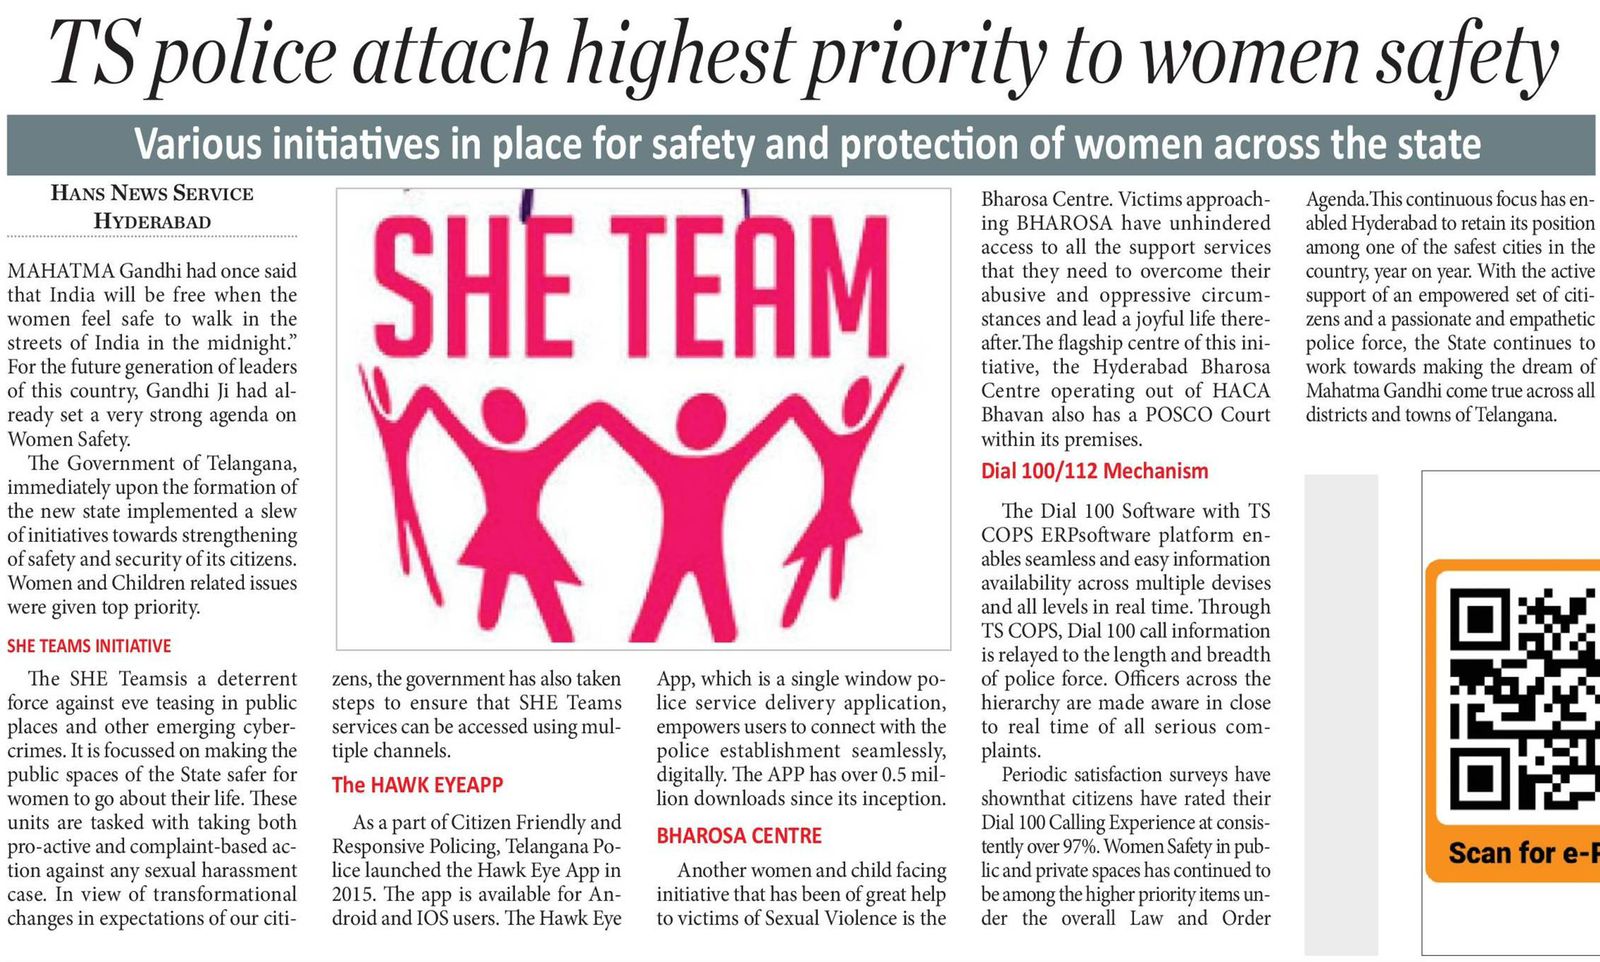 TS police attach highest priority to women safety
Various initiatives in place for safety and protection of women across the state
HANS NEWS SERVICE
HYDERABAD
MAHATMA Gandhi had once said
that India will be free when the
women feel safe to walk in the
streets of India in the midnight.”
For the future generation of leaders
of this country, Gandhi Ji had al-
ready set a very strong agenda on
Women Safety.
The Government of Telangana,
immediately upon the formation of
the new state implemented a slew
of initiatives towards strengthening
of safety and security of its citizens.
Women and Children related issues
were given top priority.
SHE TEAMS INITIATIVE
The SHE Teamsis a deterrent
force against eve teasing in public
places and other emerging cyber-
crimes. It is focussed on making the
public spaces of the State safer for
women to go about their life. These
units are tasked with taking both
pro-active and complaint-based ac-
tion against any sexual harassment
case. In view of transformational
changes in expectations of our citi-
SHE TEAM
zens, the government has also taken
steps to ensure that SHE Teams
services can be accessed using mul-
tiple channels.
The HAWK EYEAPP
As a part of Citizen Friendly and
Responsive Policing, Telangana Po-
lice launched the Hawk Eye App in
2015. The app is available for An-
droid and IOS users. The Hawk Eye
App, which is a single window po-
lice service delivery application,
empowers users to connect with the
police establishment seamlessly,
digitally. The APP has over 0.5 mil-
lion downloads since its inception.
BHAROSA CENTRE
Another women and child facing
initiative that has been of great help
to victims of Sexual Violence is the
Bharosa Centre. Victims approach-
ing BHAROSA have unhindered
access to all the support services
that they need to overcome their
abusive and oppressive circum-
stances and lead a joyful life there-
after.The flagship centre of this ini-
tiative, the Hyderabad Bharosa
Centre operating out of HACA
Bhavan also has a POSCO Court
within its premises.
Dial 100/112 Mechanism
The Dial 100 Software with TS
COPS ERPsoftware platform en-
ables seamless and easy information
availability across multiple devises
and all levels in real time. Through
TS COPS, Dial 100 call information
is relayed to the length and breadth
of police force. Officers across the
hierarchy are made aware in close
to real time of all serious com-
plaints.
Periodic satisfaction surveys have
shownthat citizens have rated their
Dial 100 Calling Experience at consis-
tently over 97%. Women Safety in pub-
lic and private spaces has continued to
be among the higher priority items un-
der the overall Law and Order
Agenda.This continuous focus has en-
abled Hyderabad to retain its position
among one of the safest cities in the
country, year on year. With the active
support of an empowered set of citi-
zens and a passionate and empathetic
police force, the State continues to
work towards making the dream of
Mahatma Gandhi come true across all
districts and towns of Telangana.
Scan for e-